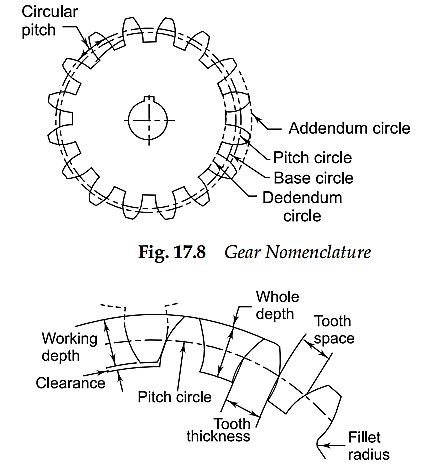 Circular
pitch
Addendum circle
Pitch circle
Base circle
Dedendum
circle
Fig. 17.8 Gear Nomenclature
Whole
depth
Tooth
space
Working
depth
Clearance
Pitch circle
Tooth
thickness
Fillet
radius